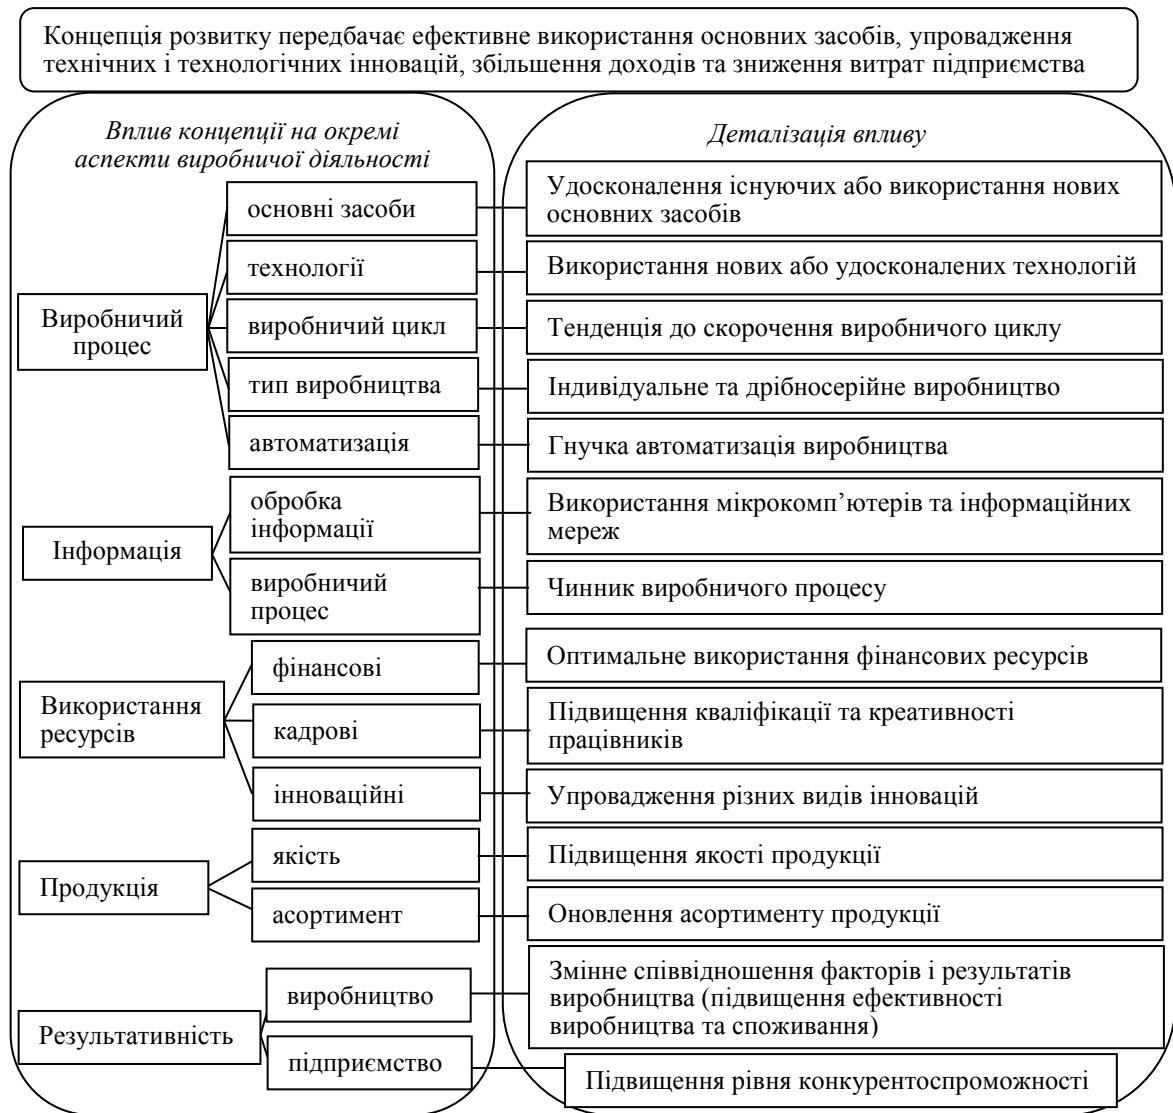 Концепція розвитку передбачає ефективне використання основних засобів, упровадження
технічних і технологічних інновацій, збільшення доходів та зниження витрат підприємства
Вплив концепції на окремі
аспекти виробничої діяльності
Деталізація впливу
Виробничий
процес
основні засоби
Удосконалення існуючих або використання нових
основних засобів
технології
Використання нових або удосконалених технологій
виробничий цикл
Тенденція до скорочення виробничого циклу
тип виробництва
Індивідуальне та дрібносерійне виробництво
автоматизація
Гнучка автоматизація виробництва
Інформація
обробка
інформації
Використання мікрокомп’ютерів та інформаційних
мереж
виробничий
процес
Чинник виробничого процесу
Використання
ресурсів
фінансові
Оптимальне використання фінансових ресурсів
кадрові
Підвищення кваліфікації та креативності
працівників
інноваційні
Упровадження різних видів інновацій
Продукція
якість
Підвищення якості продукції
асортимент
Оновлення асортименту продукції
Результативність
виробництво
Змінне співвідношення факторів і результатів
виробництва (підвищення ефективності
виробництва та споживання)
підприємство
Підвищення рівня конкурентоспроможності